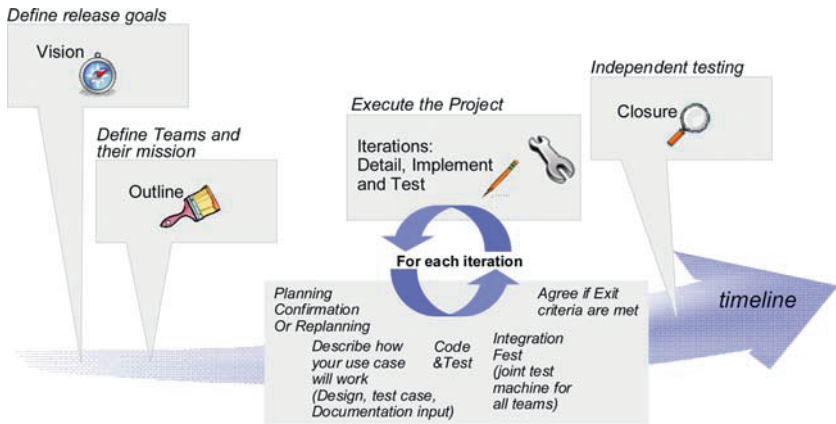 Define release goals
Vision
Define Teams and
their mission
Outline
Execute the Project
Iterations:
Detail, Implement
and Test
Independent testing
Closure
For each iteration
timeline
Planning
Confirmation
Or Replanning
Describe how
your use case
will work
(Design, test case,
Documentation input)
Code
&Test
Integration
Fest
(joint test
machine for
all teams)
Agree if Exit
criteria are met